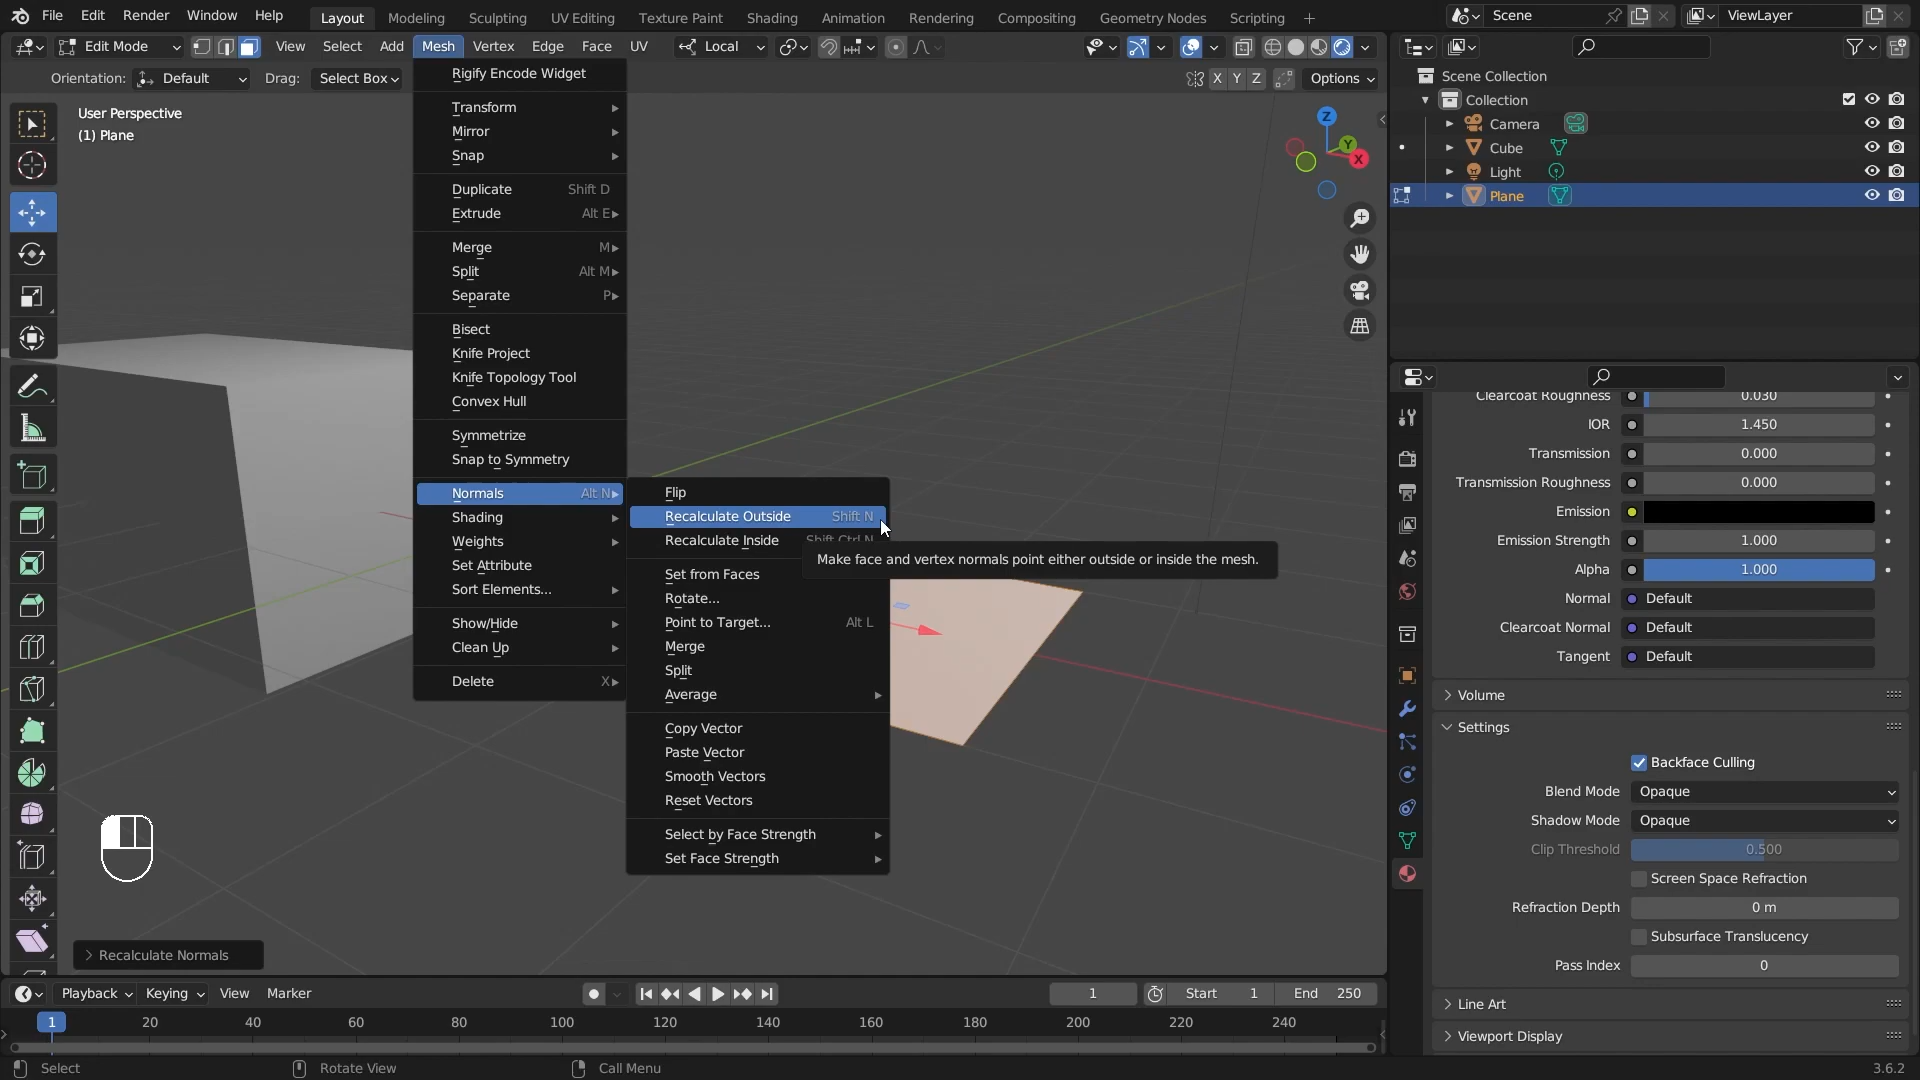 File Edit Render Window Help Layout Modeling Sculpting UV Editing Texture Paint Shading Animation Rendering Compositing Geometry Nodes Scripting + Scene ViewLayer
Edit Mode View Select Add Mesh Vertex Edge Face UV Local
Orientation: Default Drag: Select Box X Y Z Options
User Perspective
(1) Plane
Z
Y
X
Rigify Encode Widget
Transform
Mirror
Snap
Duplicate Shift D
Extrude Alt E
Merge M
Split Alt M
Separate P
Bisect
Knife Project
Knife Topology Tool
Convex Hull
Symmetrize
Snap to Symmetry
Normals Alt N
Shading
Weights
Set Attribute
Sort Elements...
Show/Hide
Clean Up
Delete X
Flip
Recalculate Outside Shift N
Recalculate Inside Shift Ctrl N
Make face and vertex normals point either outside or inside the mesh.
Set from Faces
Rotate...
Point to Target... Alt L
Merge
Split
Average
Copy Vector
Paste Vector
Smooth Vectors
Reset Vectors
Select by Face Strength
Set Face Strength
Recalculate Normals
Scene Collection
Collection
Camera
Cube
Light
Plane
Clearcoat Roughness 0.030
IOR 1.450
Transmission 0.000
Transmission Roughness 0.000
Emission
Emission Strength 1.000
Alpha 1.000
Normal Default
Clearcoat Normal Default
Tangent Default
Volume
Settings
Backface Culling
Blend Mode Opaque
Shadow Mode Opaque
Clip Threshold 0.500
Screen Space Refraction
Refraction Depth 0 m
Subsurface Translucency
Pass Index 0
Line Art
Viewport Display
Playback Keying View Marker 1 Start 1 End 250
1 20 40 60 80 100 120 140 160 180 200 220 240
Select Rotate View Call Menu 3.6.2